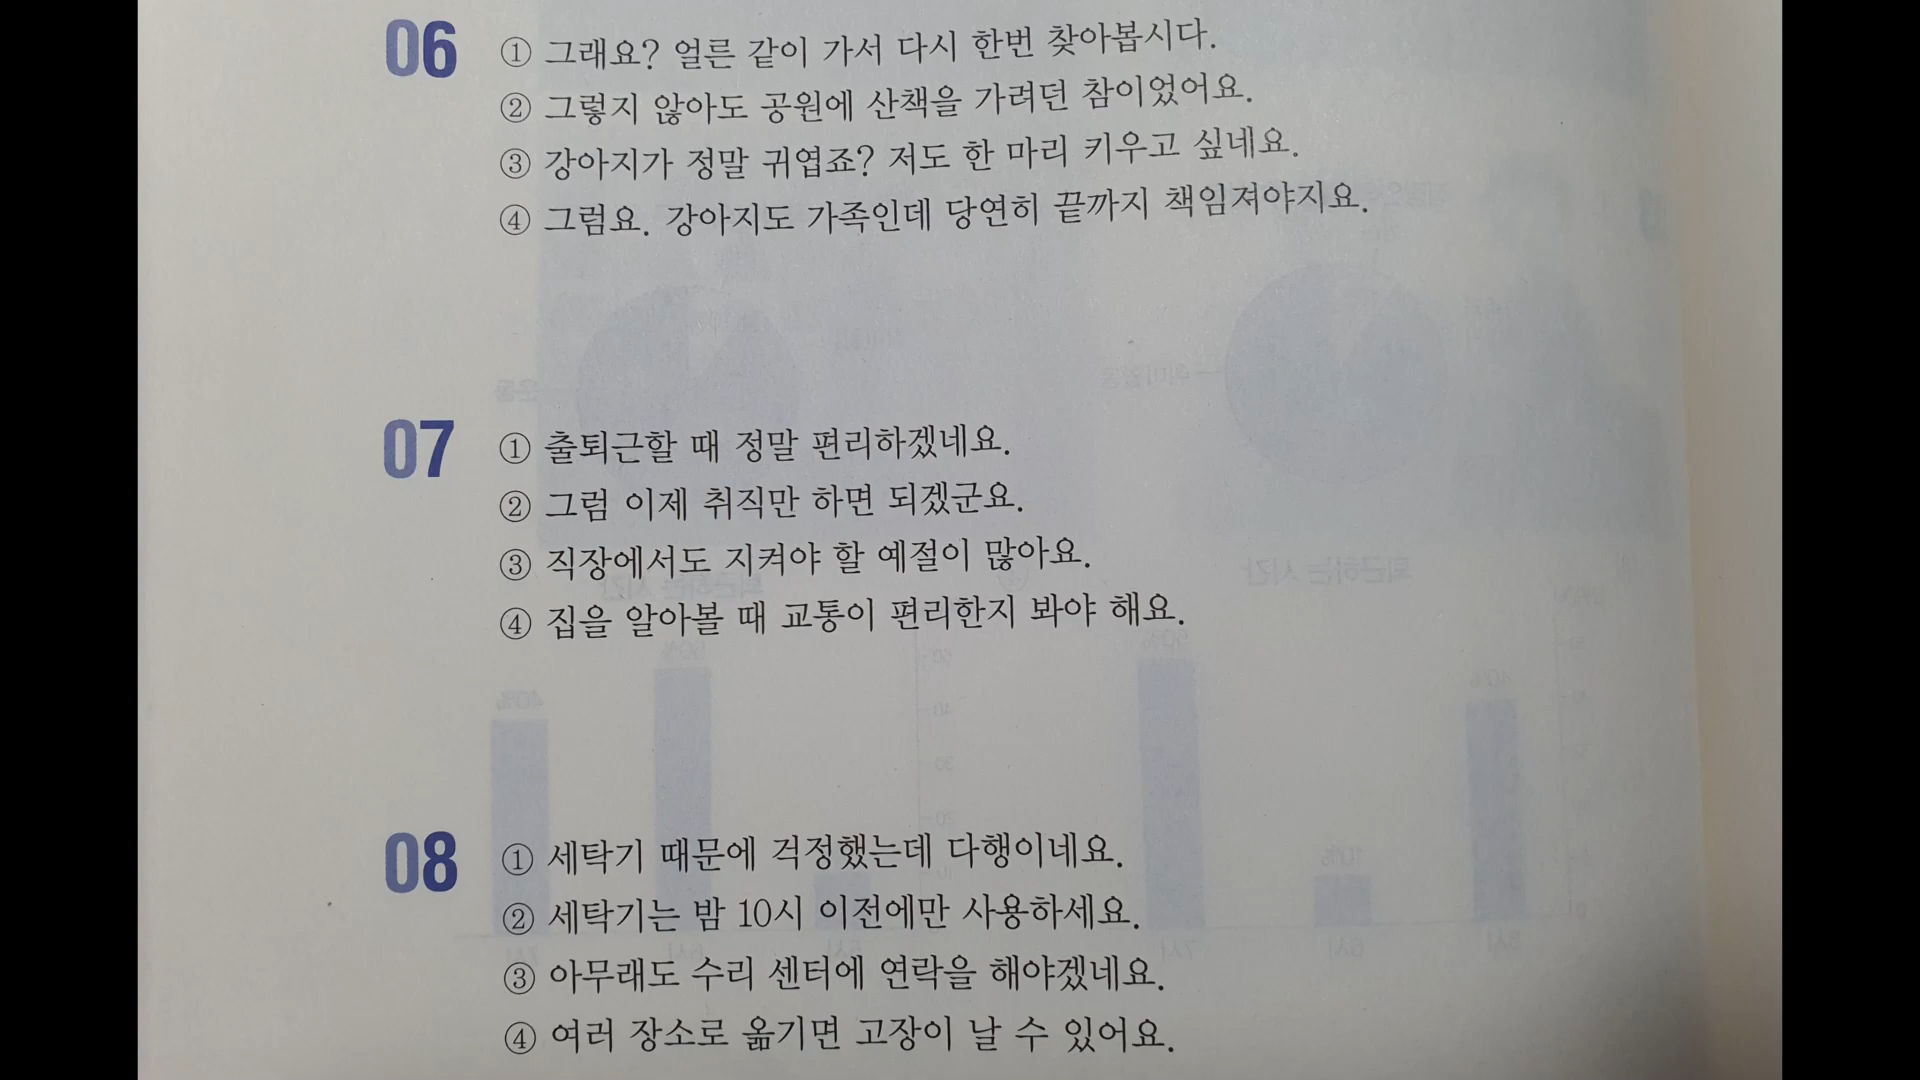 06 ① 그래요? 얼른 같이 가서 다시 한번 찾아봅시다.
② 그렇지 않아도 공원에 산책을 가려던 참이었어요.
③ 강아지가 정말 귀엽죠? 저도 한 마리 키우고 싶네요.
④ 그럼요. 강아지도 가족인데 당연히 끝까지 책임져야지요.
07 ① 출퇴근할 때 정말 편리하겠네요.
② 그럼 이제 취직만 하면 되겠군요.
③ 직장에서도 지켜야 할 예절이 많아요.
④ 집을 알아볼 때 교통이 편리한지 봐야 해요.
08 ① 세탁기 때문에 걱정했는데 다행이네요.
② 세탁기는 밤 10시 이전에만 사용하세요.
③ 아무래도 수리 센터에 연락을 해야겠네요.
④ 여러 장소로 옮기면 고장이 날 수 있어요.